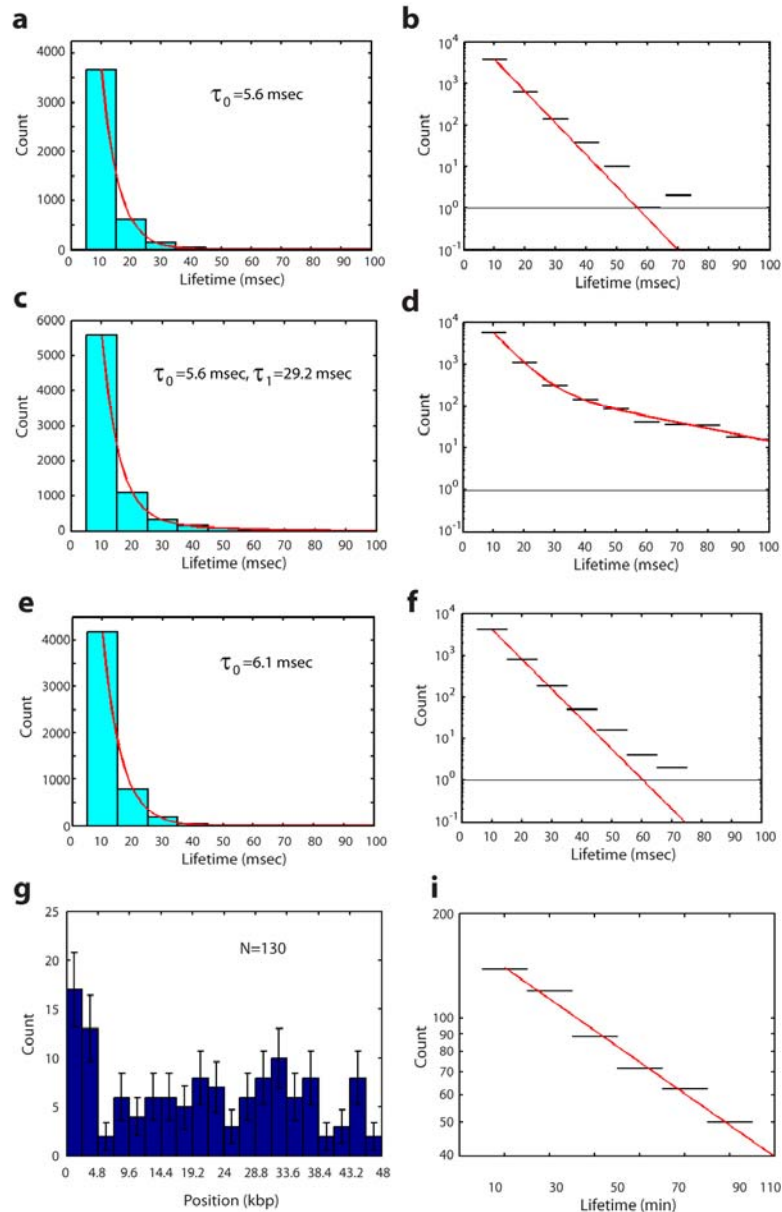 a
b
Count
4000
3000
2000
1000
0
τ0 =5.6 msec
0 10 20 30 40 50 60 70 80 90 100
Lifetime (msec)
Count
10^4
10^3
10^2
10^1
10^0
10^-1
0 10 20 30 40 50 60 70 80 90 100
Lifetime (msec)
c
d
Count
6000
5000
4000
3000
2000
1000
0
τ0 =5.6 msec, τ1 =29.2 msec
0 10 20 30 40 50 60 70 80 90 100
Lifetime (msec)
Count
10^4
10^3
10^2
10^1
10^0
10^-1
0 10 20 30 40 50 60 70 80 90 100
Lifetime (msec)
e
f
Count
4000
3000
2000
1000
0
τ0 =6.1 msec
0 10 20 30 40 50 60 70 80 90 100
Lifetime (msec)
Count
10^4
10^3
10^2
10^1
10^0
10^-1
0 10 20 30 40 50 60 70 80 90 100
Lifetime (msec)
g
i
Count
25
20
15
10
5
0
N=130
0 4.8 9.6 14.4 19.2 24 28.8 33.6 38.4 43.2 48
Position (kbp)
Count
200
100
90
80
70
60
50
40
10 30 50 70 90 110
Lifetime (min)